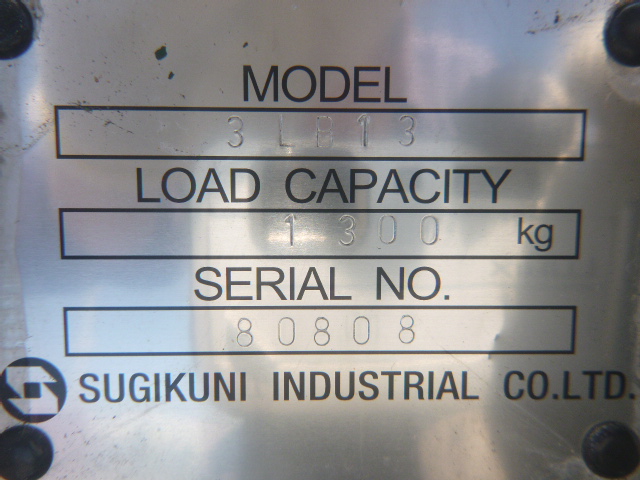 MODEL
3LB13
LOAD CAPACITY
1300 kg
SERIAL NO.
80808
SUGIKUNI INDUSTRIAL CO.LTD.